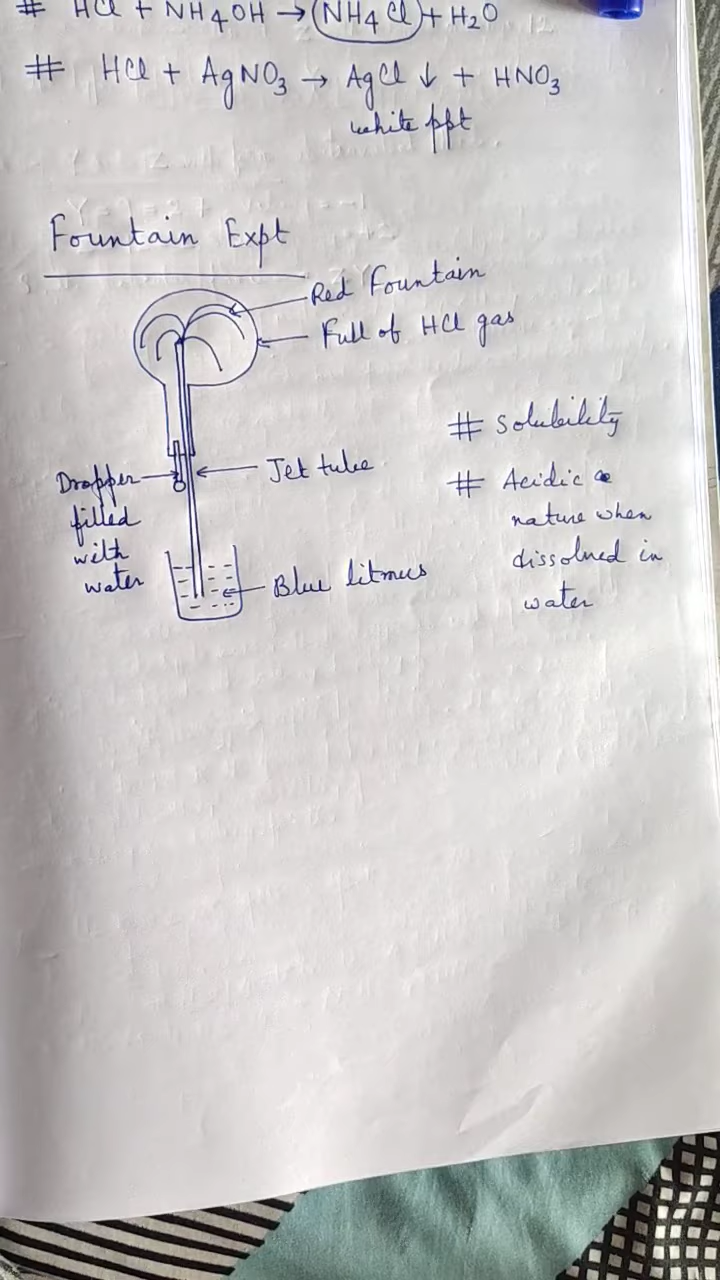 # HCl + NH4OH → NH4Cl + H2O
# HCl + AgNO3 → AgCl ↓ + HNO3
white ppt
Fountain Expt
Red Fountain
Full of HCl gas
# Solubility
Dropper
filled
with
water
Jet tube
# Acidic
nature when
dissolved in
water
Blue litmus